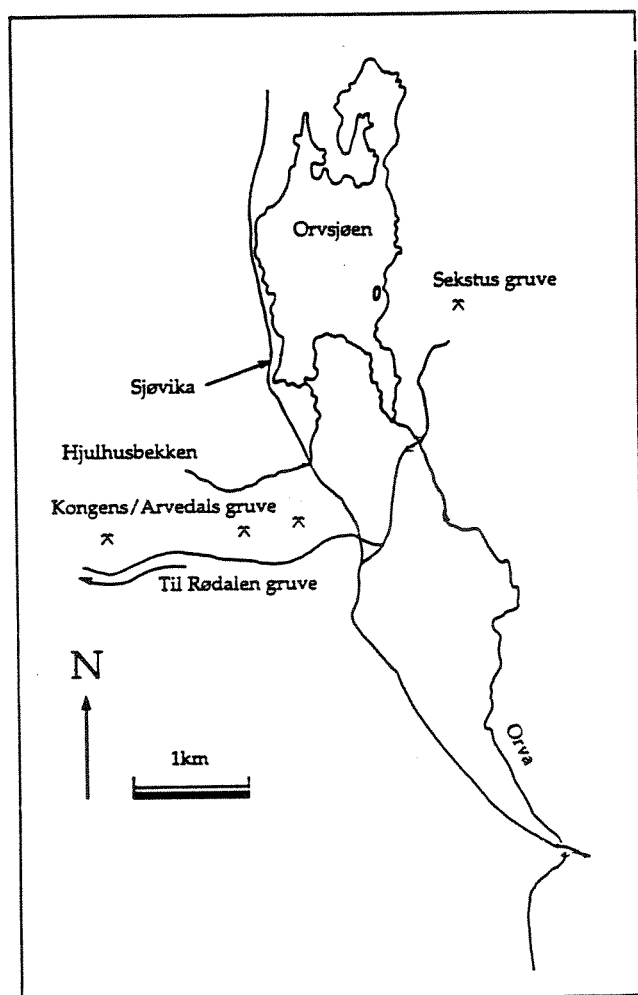 Orvsjøen
Sekstus gruve
Sjøvika
Hjulhusbekken
Kongens/Arvedals gruve
Til Rødalen gruve
N
1km
Orva